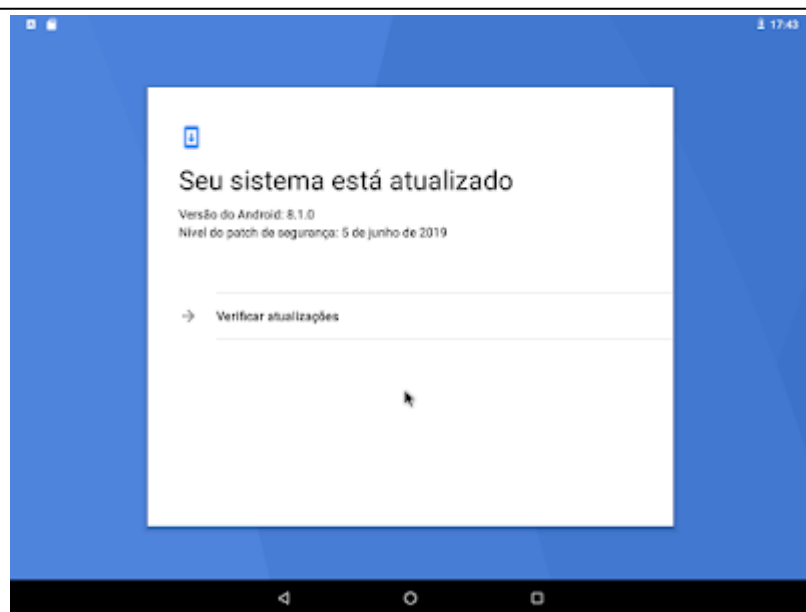 17:43
Seu sistema está atualizado
Versão do Android: 8.1.0
Nível do patch de segurança: 5 de junho de 2019
Verificar atualizações